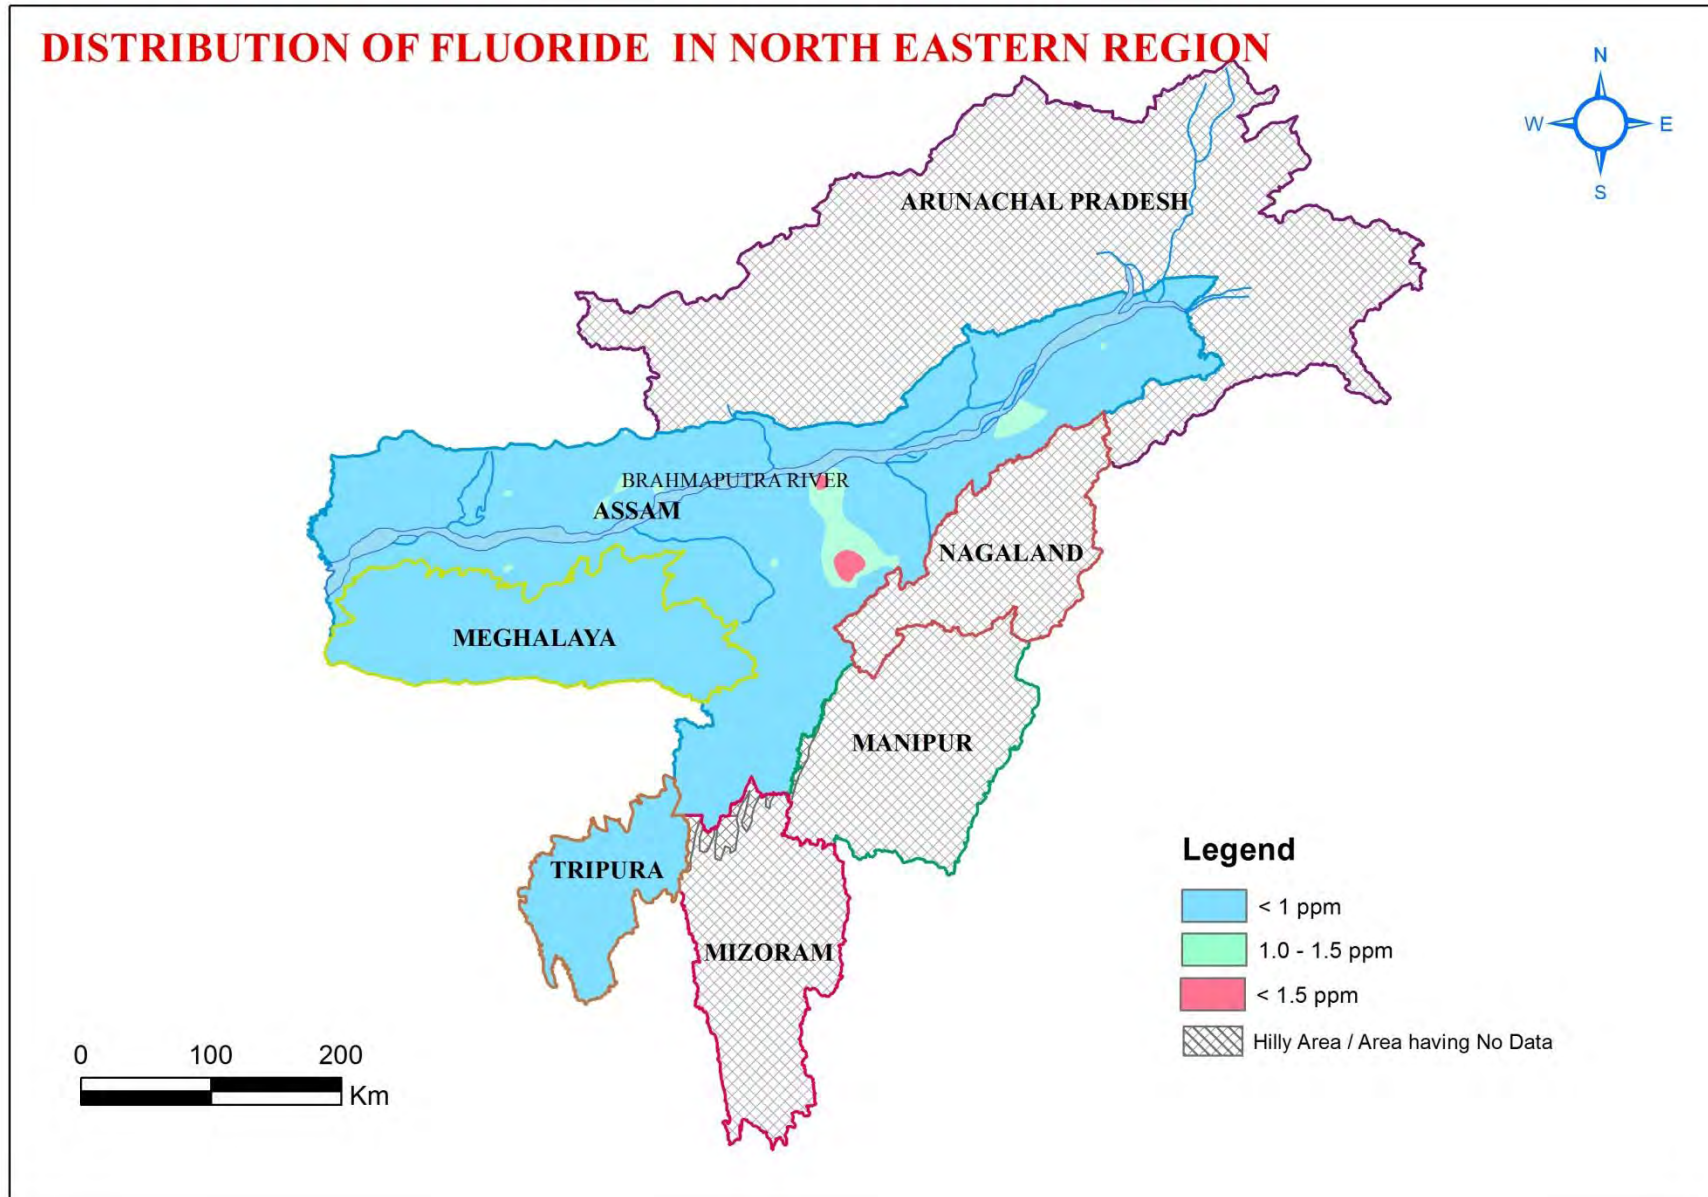 DISTRIBUTION OF FLUORIDE IN NORTH EASTERN REGION
N
W E
S
ARUNACHAL PRADESH
BRAHMAPUTRA RIVER
ASSAM
NAGALAND
MEGHALAYA
MANIPUR
TRIPURA
MIZORAM
Legend
< 1 ppm
1.0 - 1.5 ppm
< 1.5 ppm
Hilly Area / Area having No Data
0 100 200
Km